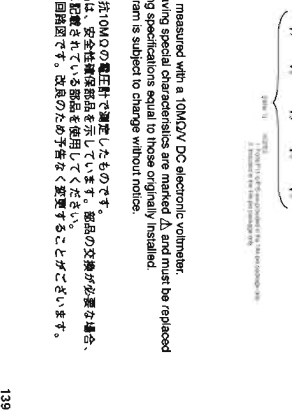 measured with a 10MΩ/V DC electronic voltmeter.
ving special characteristics are marked ⚠ and must be replaced
g specifications equal to those originally installed.
ram is subject to change without notice.
抗10MΩの電圧計で測定したものです。
は、安全性確保部品を示しています。部品の交換が必要な場合、
記載されている部品を使用してください。
回路図です。改良のため予告なく変更することがございます。
139